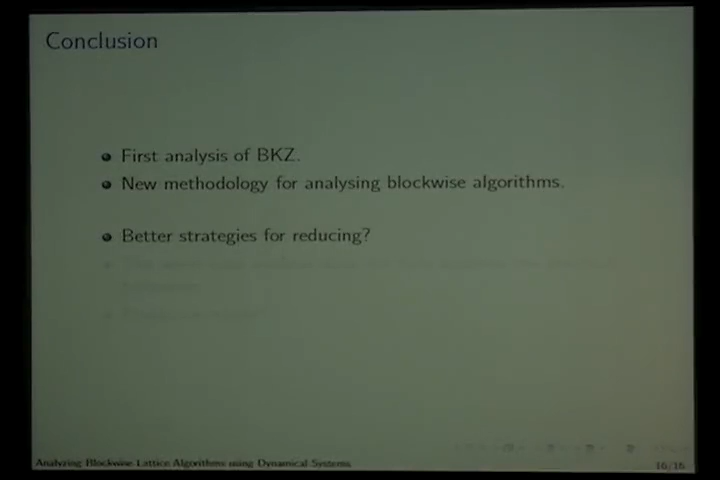 Conclusion
First analysis of BKZ.
New methodology for analysing blockwise algorithms.
Better strategies for reducing?
Analyzing Blockwise Lattice Algorithms using Dynamical Systems
16/16